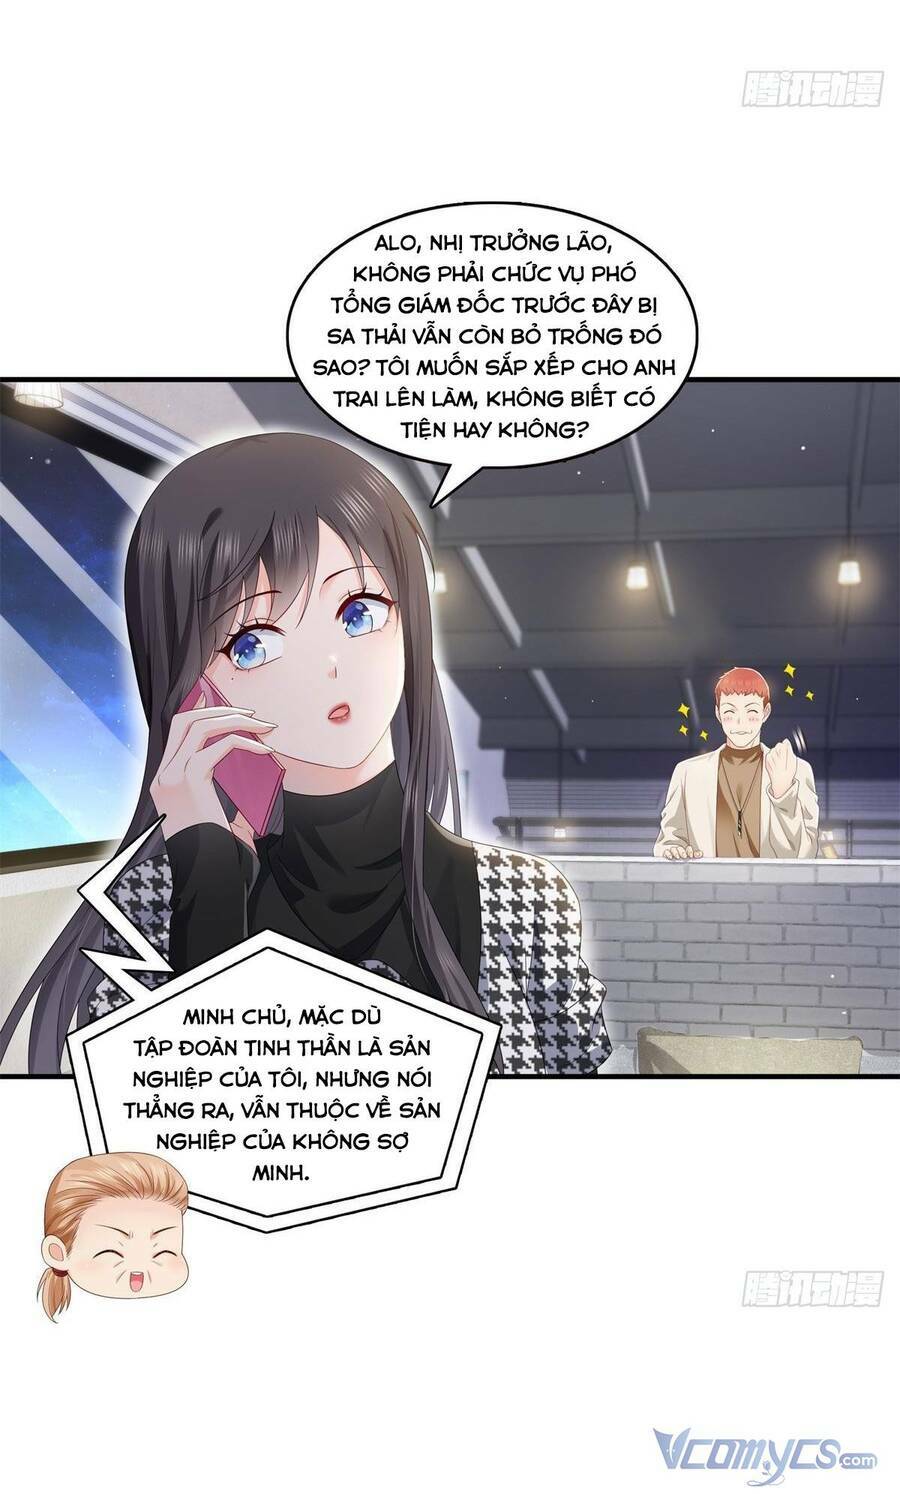 腾讯动漫
ALO, NHỊ TRƯỞNG LÃO,
KHÔNG PHẢI CHỨC VỤ PHÓ
TỔNG GIÁM ĐỐC TRƯỚC ĐÂY BỊ
SA THẢI VẪN CÒN BỎ TRỐNG ĐÓ
SAO? TÔI MUỐN SẮP XẾP CHO ANH
TRAI LÊN LÀM, KHÔNG BIẾT CÓ
TIỆN HAY KHÔNG?
MINH CHỦ, MẶC DÙ
TẬP ĐOÀN TINH THẦN LÀ SẢN
NGHIỆP CỦA TÔI, NHƯNG NÓI
THẲNG RA, VẪN THUỘC VỀ SẢN
NGHIỆP CỦA KHÔNG SỢ
MINH.
腾讯动漫
VCOMYCS.com